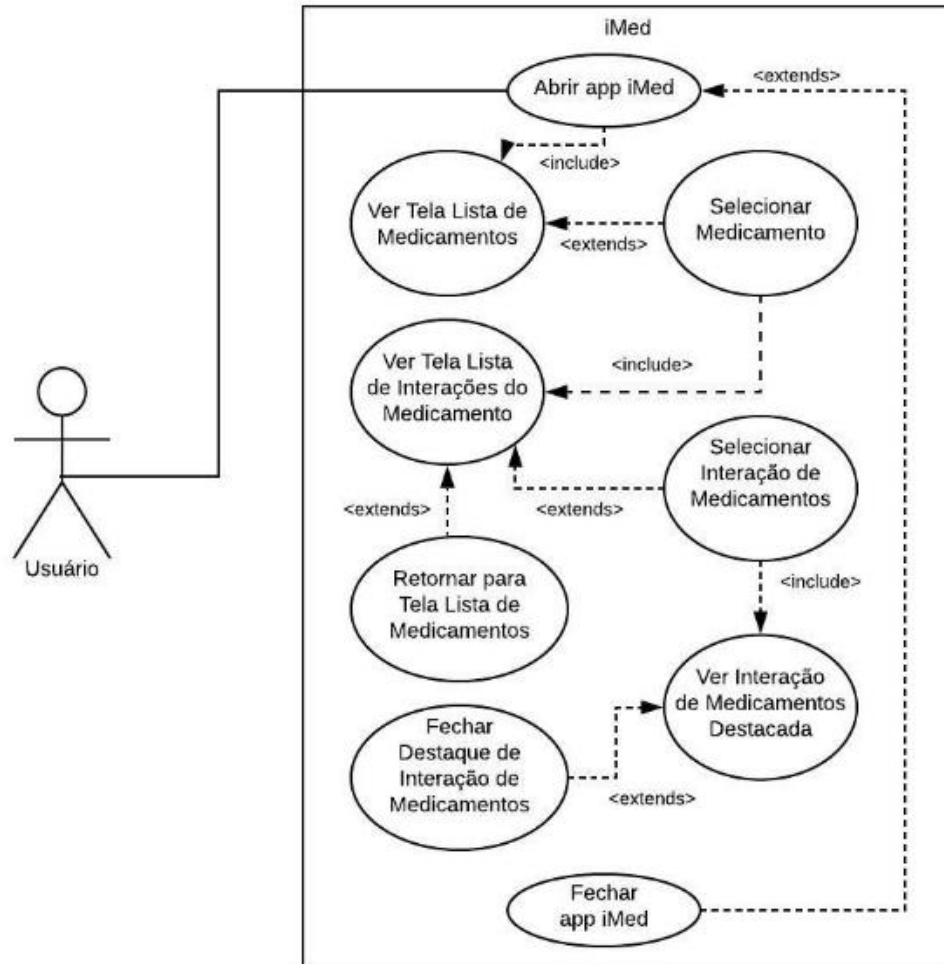 iMed
Abrir app iMed
<extends>
<include>
Ver Tela Lista de
Medicamentos
<extends>
Selecionar
Medicamento
Ver Tela Lista
de Interações do
Medicamento
<include>
Selecionar
Interação de
Medicamentos
<extends>
<extends>
Usuário
Retornar para
Tela Lista de
Medicamentos
<include>
Ver Interação
de Medicamentos
Destacada
Fechar
Destaque de
Interação de
Medicamentos
<extends>
Fechar
app iMed